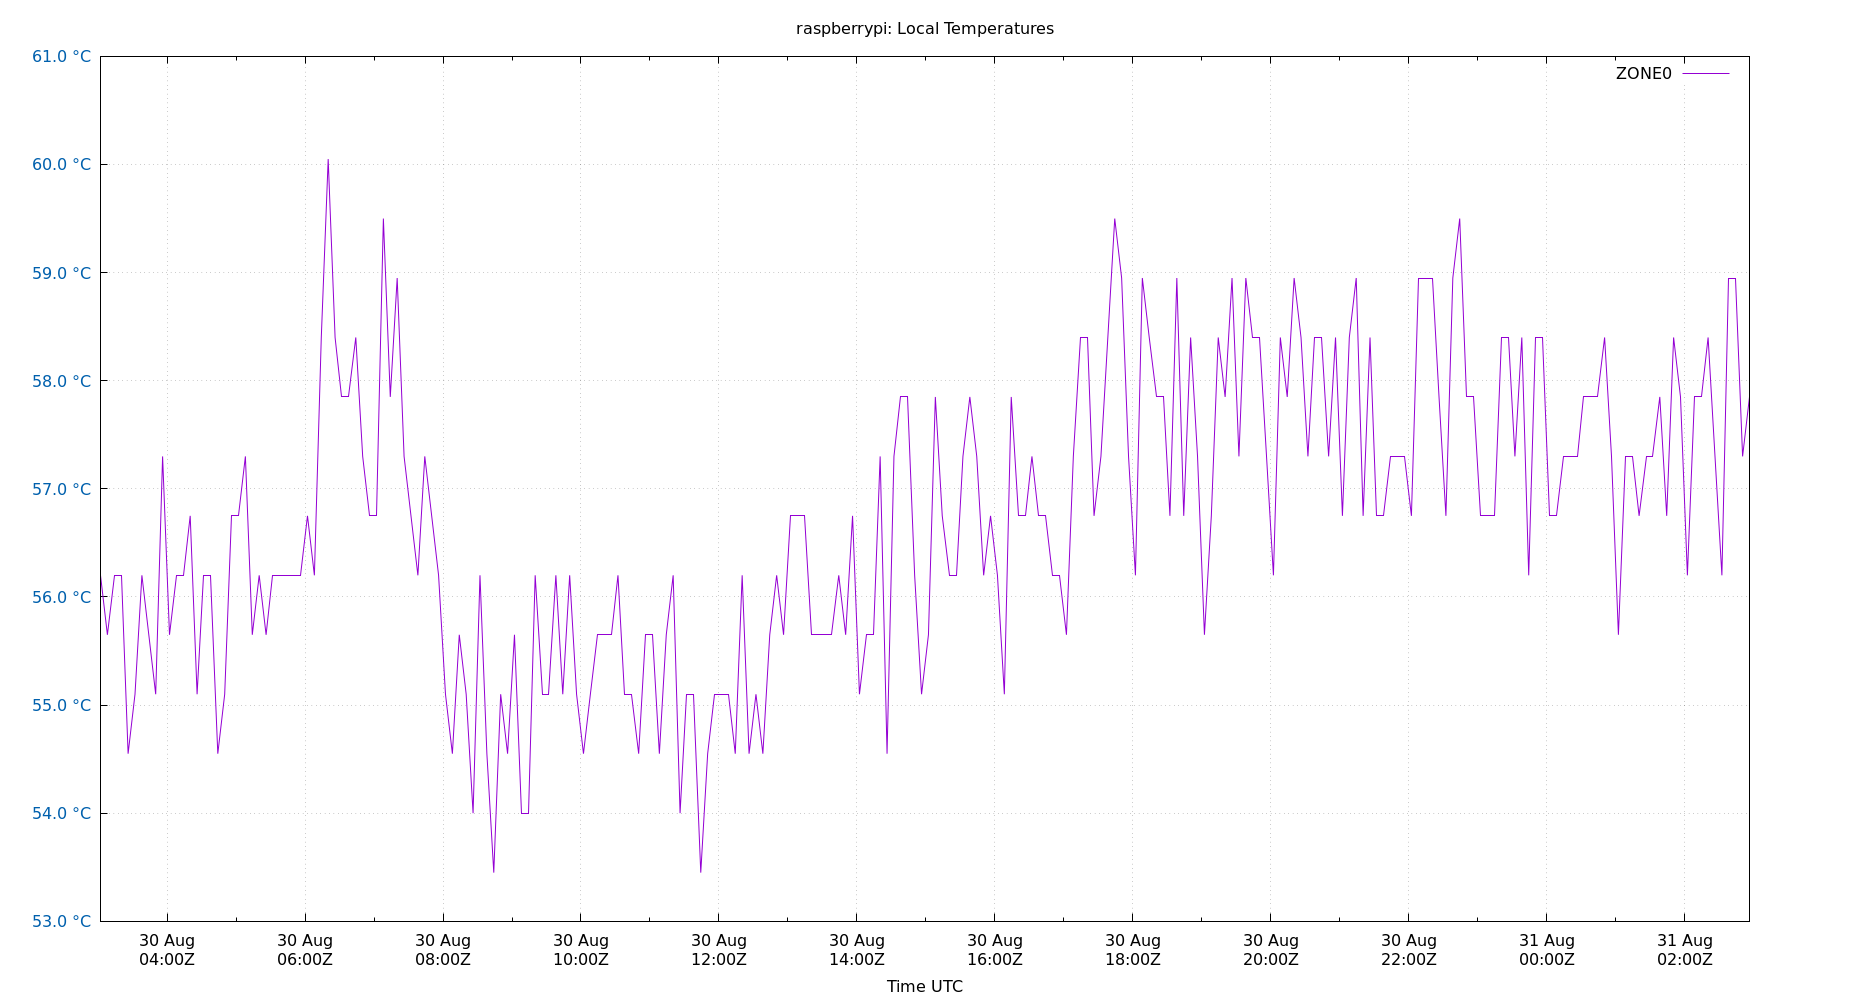 raspberrypi: Local Temperatures
61.0 °C
60.0 °C
59.0 °C
58.0 °C
57.0 °C
56.0 °C
55.0 °C
54.0 °C
53.0 °C
ZONE0
30 Aug 30 Aug 30 Aug 30 Aug 30 Aug 30 Aug 30 Aug 30 Aug 30 Aug 30 Aug 31 Aug 31 Aug
04:00Z 06:00Z 08:00Z 10:00Z 12:00Z 14:00Z 16:00Z 18:00Z 20:00Z 22:00Z 00:00Z 02:00Z
Time UTC